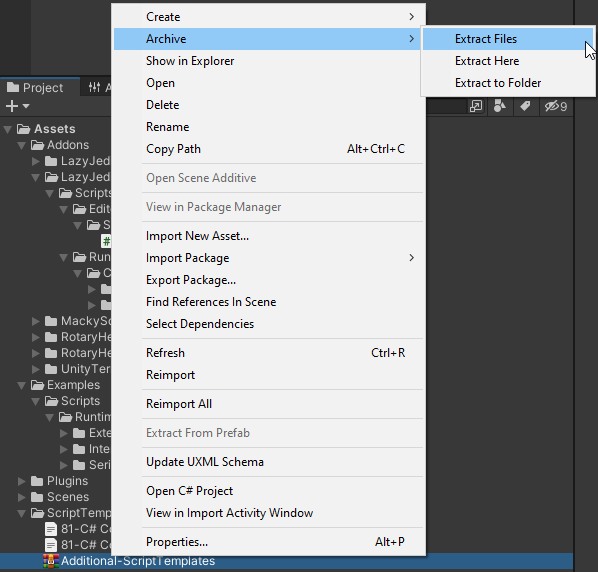 Create
Archive
Show in Explorer
Open
Delete
Rename
Copy Path Alt+Ctrl+C
Open Scene Additive
View in Package Manager
Import New Asset...
Import Package
Export Package...
Find References In Scene
Select Dependencies
Refresh Ctrl+R
Reimport
Reimport All
Extract From Prefab
Update UXML Schema
Open C# Project
View in Import Activity Window
Properties... Alt+P
Extract Files
Extract Here
Extract to Folder
9
Project A
Assets
Addons
LazyJed
LazyJed
Scripts
Edit
S
#
Run
C
MackySo
RotaryHe
RotaryHe
UnityTer
Examples
Scripts
Runtim
Exte
Inte
Seri
Plugins
Scenes
ScriptTemp
81-C# Co
81-C# Co
Additional-ScriptTemplates